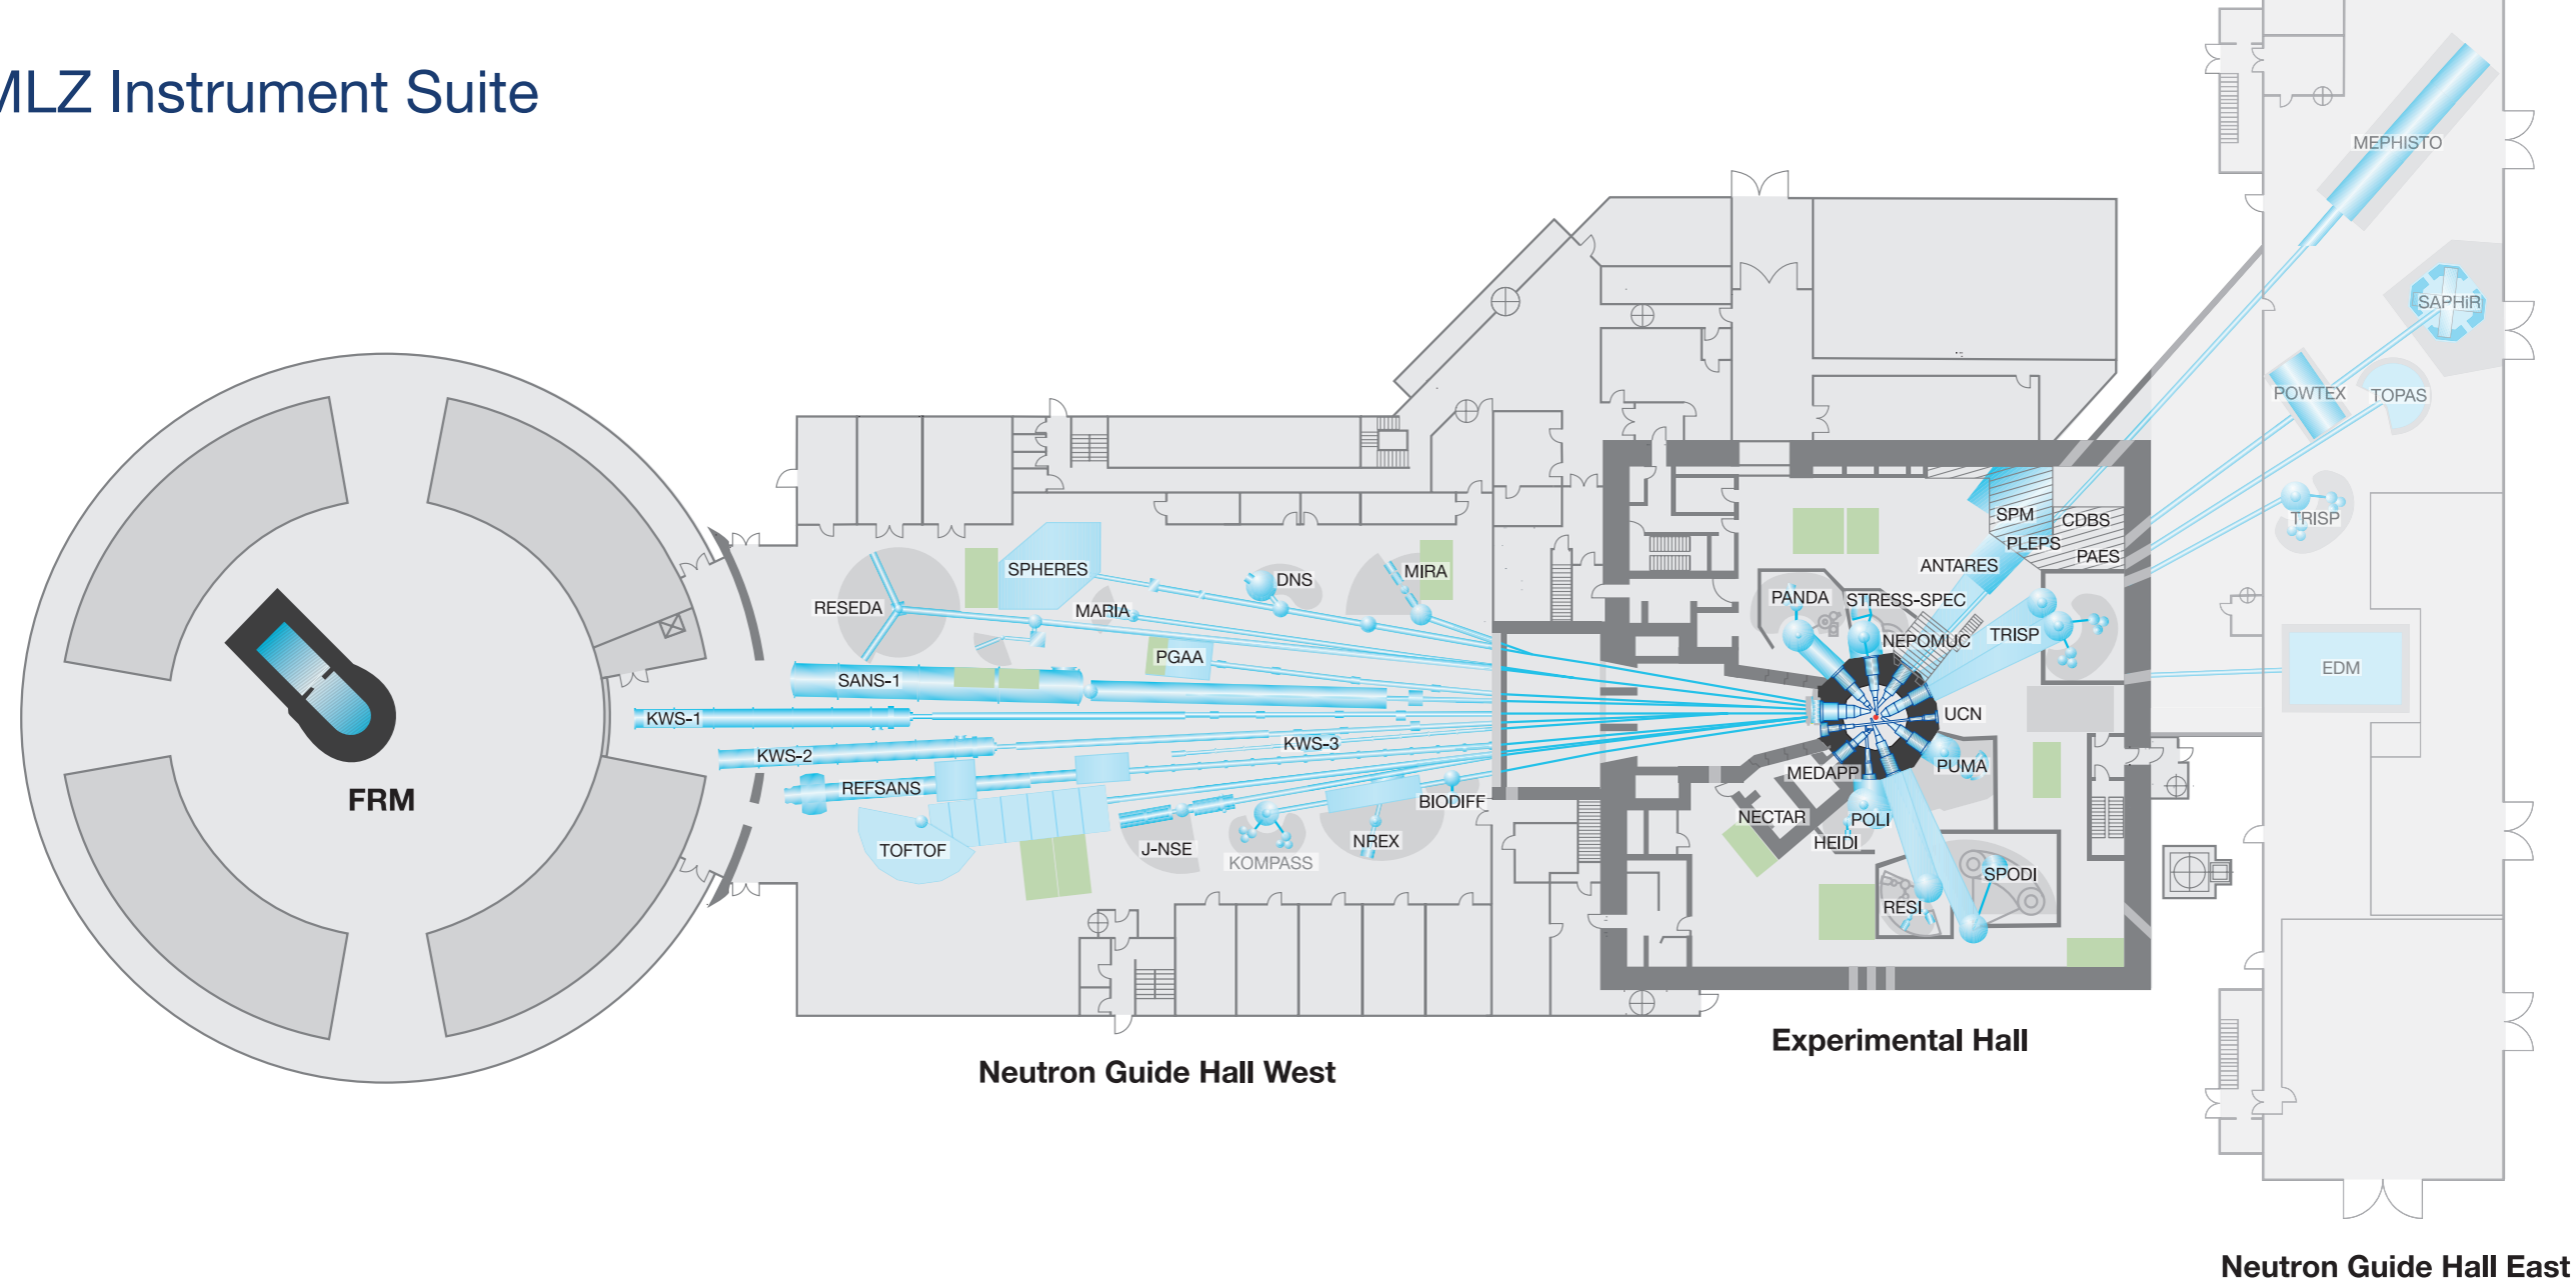 MLZ Instrument Suite
MEPHISTO
SAPHiR
POWTEX
TOPAS
TRISP
EDM
SPM
CDBS
PLEPS
PAES
ANTARES
PANDA
STRESS-SPEC
NEPOMUC
TRISP
UCN
PUMA
MEDAPP
NECTAR
POLI
HEIDI
SPODI
RESI
SPHERES
DNS
MIRA
RESEDA
MARIA
PGAA
SANS-1
KWS-1
KWS-3
KWS-2
REFSANS
BIODIFF
TOFTOF
J-NSE
KOMPASS
NREX
FRM
Experimental Hall
Neutron Guide Hall West
Neutron Guide Hall East